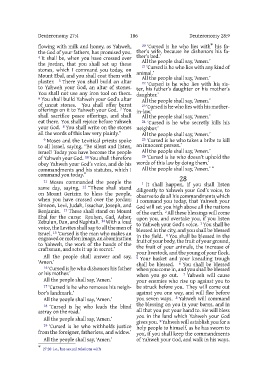 Deuteronomy 27:4 186 Deuteronomy 28:9
flowing with milk and honey, as Yahweh,
the God of your fathers, has promised you.
4 It shall be, when you have crossed over
the Jordan, that you shall set up these
stones, which I command you today, on
Mount Ebal, and you shall coat them with
plaster. 5 There you shall build an altar
to Yahweh your God, an altar of stones.
You shall not use any iron tool on them.
6 You shall build Yahweh your God's altar
of uncut stones. You shall offer burnt
offerings on it to Yahweh your God. 7 You
shall sacrifice peace offerings, and shall
eat there. You shall rejoice before Yahweh
your God. 8 You shall write on the stones
all the words of this law very plainly."
9 Moses and the Levitical priests spoke
to all Israel, saying, "Be silent and listen,
Israel! Today you have become the people
of Yahweh your God. 10 You shall therefore
obey Yahweh your God's voice, and do his
commandments and his statutes, which I
command you today."
11 Moses commanded the people the
same day, saying, 12 "These shall stand
on Mount Gerizim to bless the people,
when you have crossed over the Jordan:
Simeon, Levi, Judah, Issachar, Joseph, and
Benjamin. 13 These shall stand on Mount
Ebal for the curse: Reuben, Gad, Asher,
Zebulun, Dan, and Naphtali. 14 With a loud
voice, the Levites shall say to all the men of
Israel, 15 'Cursed is the man who makes an
engraved or molten image, an abomination
to Yahweh, the work of the hands of the
craftsman, and sets it up in secret.'
All the people shall answer and say,
'Amen.'
16 'Cursed is he who dishonors his father
or his mother.'
All the people shall say, 'Amen.'
17 'Cursed is he who removes his neigh-
bor's landmark.'
All the people shall say, 'Amen.'
18 'Cursed is he who leads the blind
astray on the road.'
All the people shall say, 'Amen.'
19 'Cursed is he who withholds justice
from the foreigner, fatherless, and widow.'
All the people shall say, 'Amen.'
20 'Cursed is he who lies with his fa-
ther's wife, because he dishonors his fa-
ther's bed.'
All the people shall say, 'Amen.'
21 'Cursed is he who lies with any kind of
animal.'
All the people shall say, 'Amen.'
22 'Cursed is he who lies with his sis-
ter, his father's daughter or his mother's
daughter.'
All the people shall say, 'Amen.'
23 'Cursed is he who lies with his mother-
in-law.'
All the people shall say, 'Amen.'
24 'Cursed is he who secretly kills his
neighbor.'
All the people shall say, 'Amen.'
25 'Cursed is he who takes a bribe to kill
an innocent person.'
All the people shall say, 'Amen.'
26 'Cursed is he who doesn't uphold the
words of this law by doing them.'
All the people shall say, 'Amen.'"
28
1 It shall happen, if you shall listen
diligently to Yahweh your God's voice, to
observe to do all his commandments which
I command you today, that Yahweh your
God will set you high above all the nations
of the earth. 2 All these blessings will come
upon you, and overtake you, if you listen
to Yahweh your God's voice. 3 You shall be
blessed in the city, and you shall be blessed
in the field. 4 You shall be blessed in the
fruit of your body, the fruit of your ground,
the fruit of your animals, the increase of
your livestock, and the young of your flock.
5 Your basket and your kneading trough
shall be blessed. 6 You shall be blessed
when you come in, and you shall be blessed
when you go out. 7 Yahweh will cause
your enemies who rise up against you to
be struck before you. They will come out
against you one way, and will flee before
you seven ways. 8 Yahweh will command
the blessing on you in your barns, and in
all that you put your hand to. He will bless
you in the land which Yahweh your God
gives you. 9 Yahweh will establish you for a
holy people to himself, as he has sworn to
you, if you shall keep the commandments
of Yahweh your God, and walk in his ways.